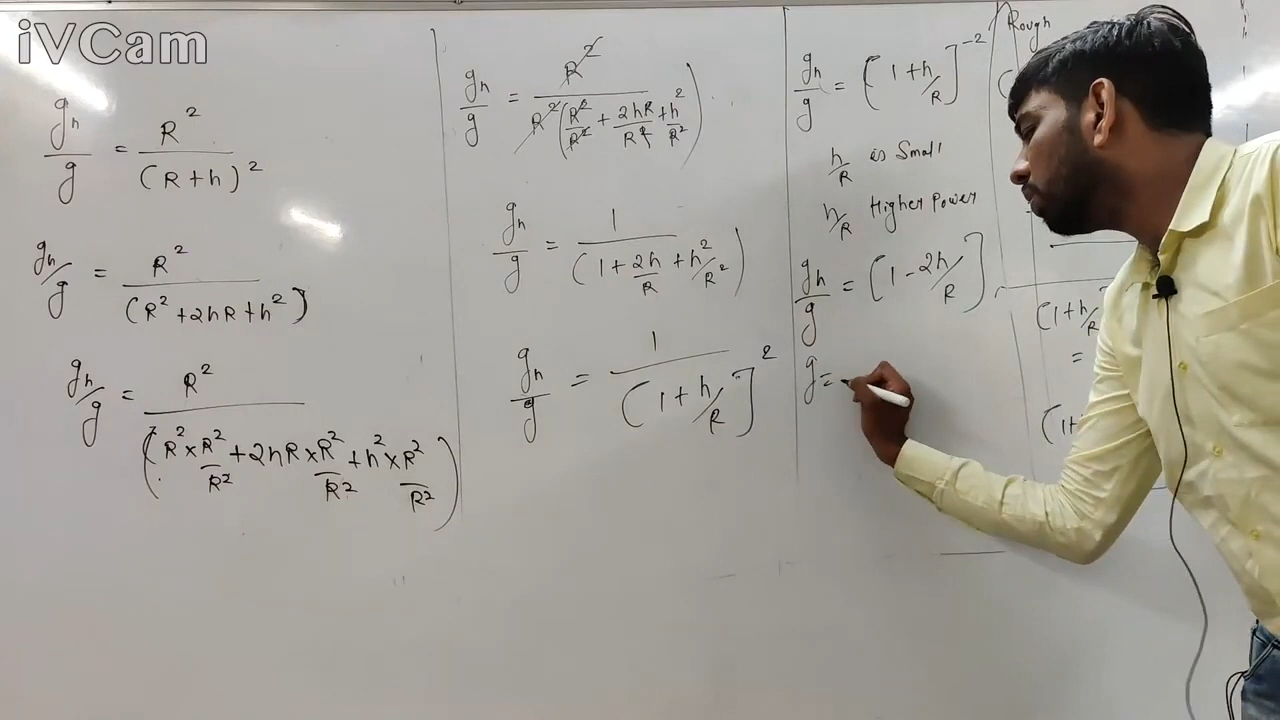 iVCam
gh/g = R²/(R+h)²
gh/g = R²/(R²+2hR+h²)
gh/g = R²/(R²×R²/R²+2hR×R²/R²+h²×R²/R²)
gh/g = R²/R²(R²/R²+2hR/R²+h²/R²)
gh/g = 1/(1+2h/R+h²/R²)
gh/g = 1/(1+h/R]²
gh/g = [1+h/R]⁻²
h/R is Small
h/R Higher Power
gh/g = (1-2h/R]
g=
Rough
(1+h/R
=
(1+